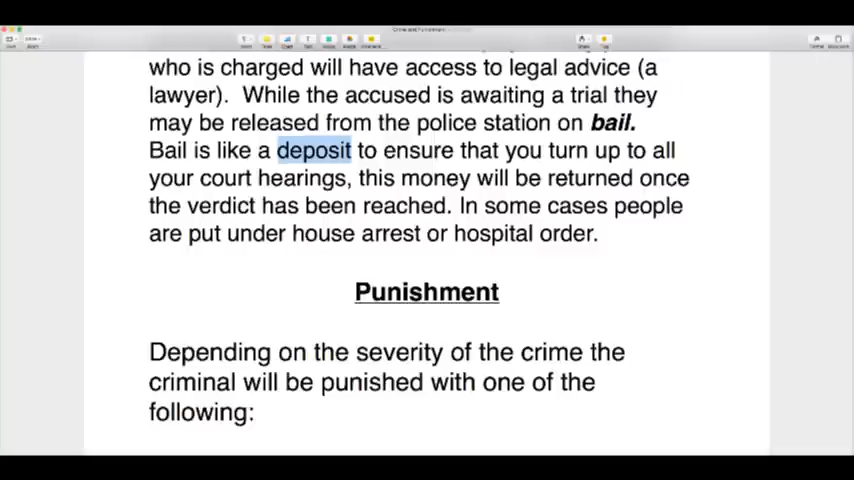 who is charged will have access to legal advice (a
lawyer).  While the accused is awaiting a trial they
may be released from the police station on bail.
Bail is like a deposit to ensure that you turn up to all
your court hearings, this money will be returned once
the verdict has been reached. In some cases people
are put under house arrest or hospital order.
Punishment
Depending on the severity of the crime the
criminal will be punished with one of the
following: